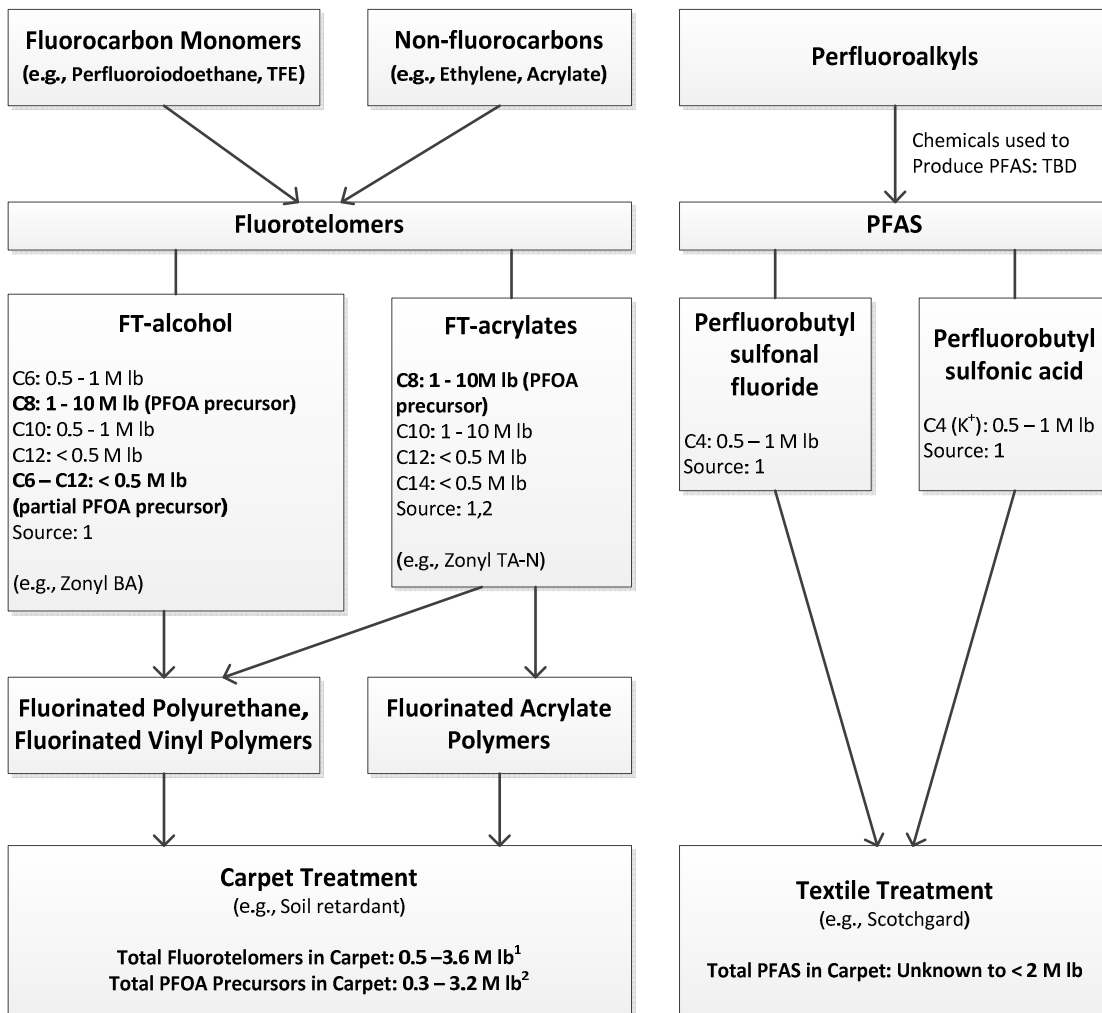 Fluorocarbon Monomers
(e.g., Perfluoroiodoethane, TFE)
Non-fluorocarbons
(e.g., Ethylene, Acrylate)
Perfluoroalkyls
Chemicals used to
Produce PFAS: TBD
Fluorotelomers
PFAS
FT-alcohol
C6: 0.5 - 1 M lb
C8: 1 - 10 M lb (PFOA precursor)
C10: 0.5 - 1 M lb
C12: < 0.5 M lb
C6 – C12: < 0.5 M lb
(partial PFOA precursor)
Source: 1
(e.g., Zonyl BA)
FT-acrylates
C8: 1 - 10M lb (PFOA
precursor)
C10: 1 - 10 M lb
C12: < 0.5 M lb
C14: < 0.5 M lb
Source: 1,2
(e.g., Zonyl TA-N)
Perfluorobutyl
sulfonal
fluoride
C4: 0.5 – 1 M lb
Source: 1
Perfluorobutyl
sulfonic acid
C4 (K⁺): 0.5 – 1 M lb
Source: 1
Fluorinated Polyurethane,
Fluorinated Vinyl Polymers
Fluorinated Acrylate
Polymers
Carpet Treatment
(e.g., Soil retardant)
Total Fluorotelomers in Carpet: 0.5 –3.6 M lb¹
Total PFOA Precursors in Carpet: 0.3 – 3.2 M lb²
Textile Treatment
(e.g., Scotchgard)
Total PFAS in Carpet: Unknown to < 2 M lb